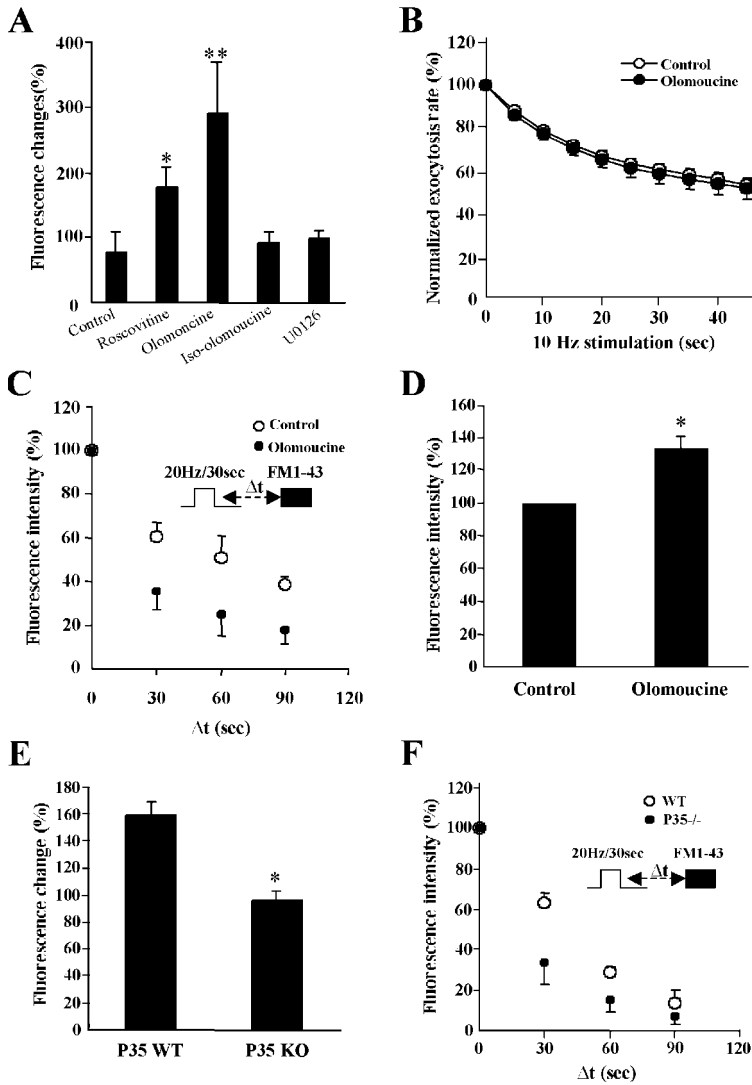 A
Fluorescence changes(%)
400
300
200
100
0
**
*
Control
Roscovitine
Olomoncine
Iso-olomoucine
U0126
B
Normalized exocytosis rate (%)
120
100
80
60
40
20
0
Control
Olomoucine
0 10 20 30 40
10 Hz stimulation (sec)
C
Fluorescence intensity (%)
120
100
80
60
40
20
0
Control
Olomoucine
20Hz/30sec FM1-43
Δt
0 30 60 90 120
Δt (sec)
D
Fluorescence intensity (%)
160
140
120
100
80
60
40
20
0
*
Control Olomoucine
E
Fluorescence change (%)
180
160
140
120
100
80
60
40
20
0
*
P35 WT P35 KO
F
Fluorescence intensity (%)
120
100
80
60
40
20
0
WT
P35-/-
20Hz/30sec FM1-43
Δt
0 30 60 90 120
Δt (sec)